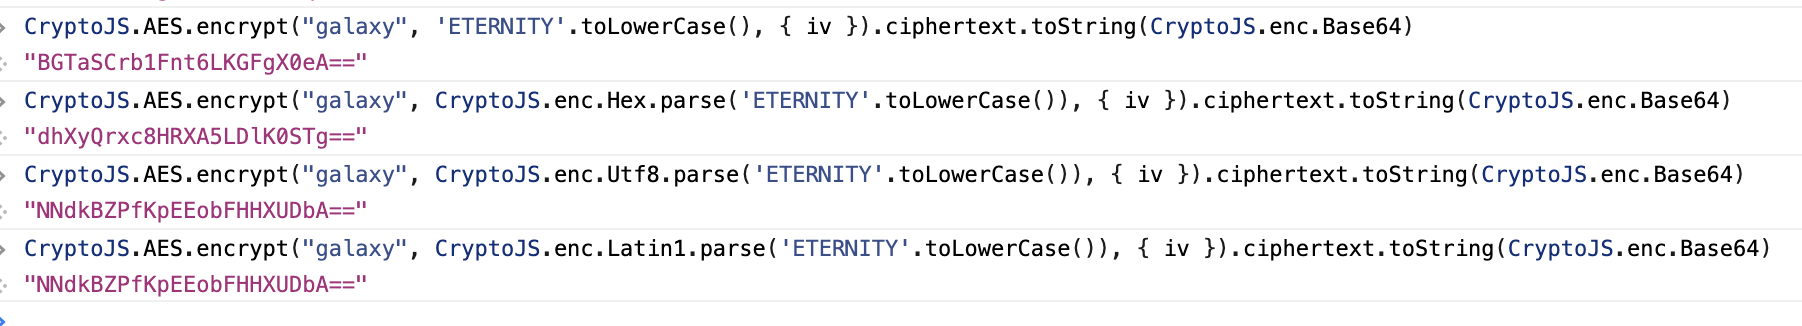 CryptoJS.AES.encrypt("galaxy", 'ETERNITY'.toLowerCase(), { iv }).ciphertext.toString(CryptoJS.enc.Base64)
"BGTaSCrb1Fnt6LKGFgX0eA=="
CryptoJS.AES.encrypt("galaxy", CryptoJS.enc.Hex.parse('ETERNITY'.toLowerCase()), { iv }).ciphertext.toString(CryptoJS.enc.Base64)
"dhXyQrxc8HRXA5LDlK0STg=="
CryptoJS.AES.encrypt("galaxy", CryptoJS.enc.Utf8.parse('ETERNITY'.toLowerCase()), { iv }).ciphertext.toString(CryptoJS.enc.Base64)
"NNdkBZPfKpEEobFHHXUDbA=="
CryptoJS.AES.encrypt("galaxy", CryptoJS.enc.Latin1.parse('ETERNITY'.toLowerCase()), { iv }).ciphertext.toString(CryptoJS.enc.Base64)
"NNdkBZPfKpEEobFHHXUDbA=="